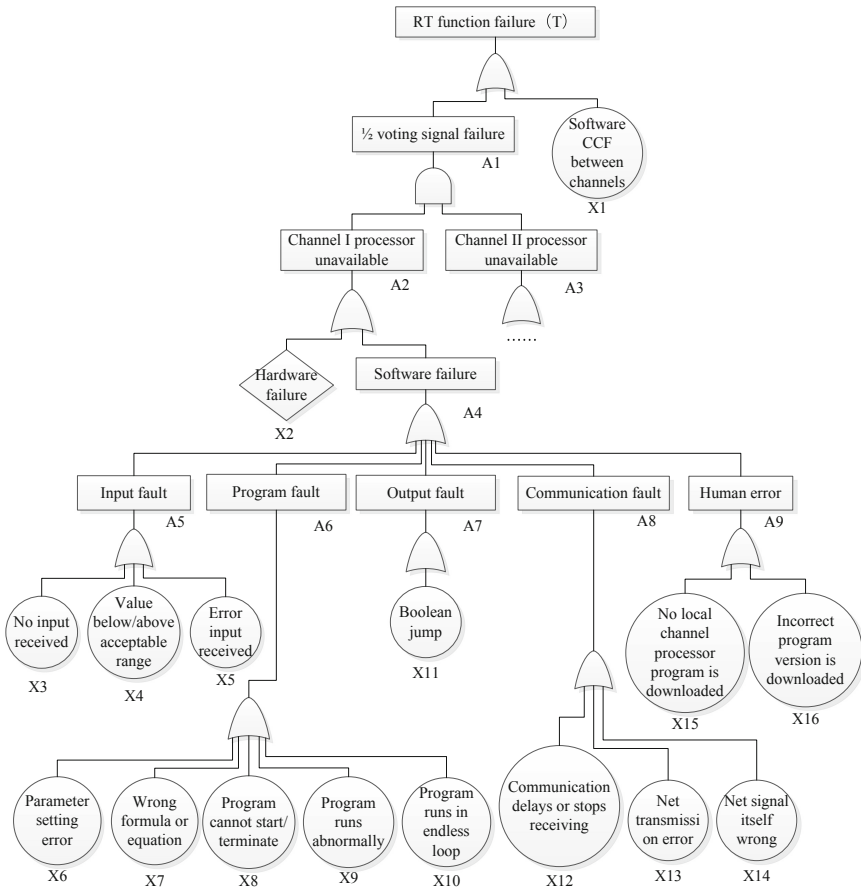 RT function failure（T）
½ voting signal failure
A1
Software
CCF
between
channels
X1
Channel I processor
unavailable
A2
Channel II processor
unavailable
A3
......
Hardware
failure
X2
Software failure
A4
Input fault
A5
Program fault
A6
Output fault
A7
Communication fault
A8
Human error
A9
No input
received
X3
Value
below/above
acceptable
range
X4
Error
input
received
X5
Boolean
jump
X11
No local
channel
processor
program is
downloaded
X15
Incorrect
program
version is
downloaded
X16
Parameter
setting
error
X6
Wrong
formula or
equation
X7
Program
cannot start/
terminate
X8
Program
runs
abnormally
X9
Program
runs in
endless
loop
X10
Communication
delays or stops
receiving
X12
Net
transmissi
on error
X13
Net signal
itself
wrong
X14